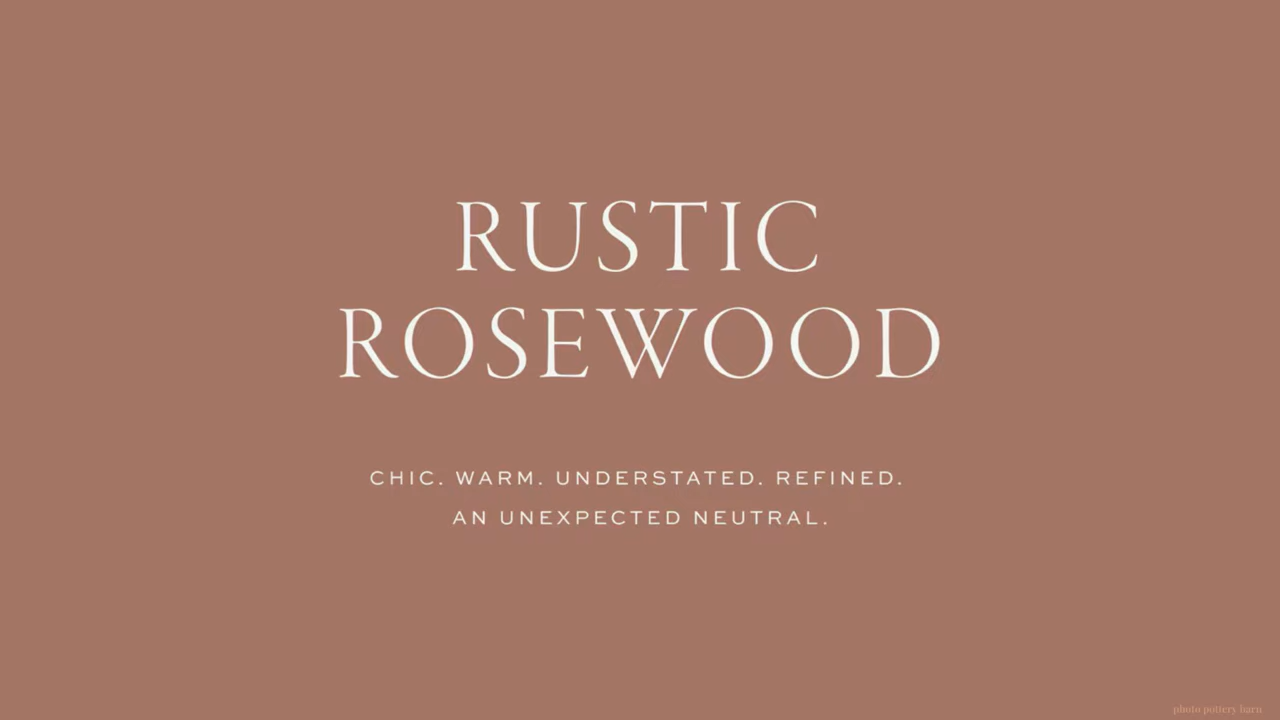 RUSTIC
ROSEWOOD
CHIC. WARM. UNDERSTATED. REFINED.
AN UNEXPECTED NEUTRAL.
photo pottery barn